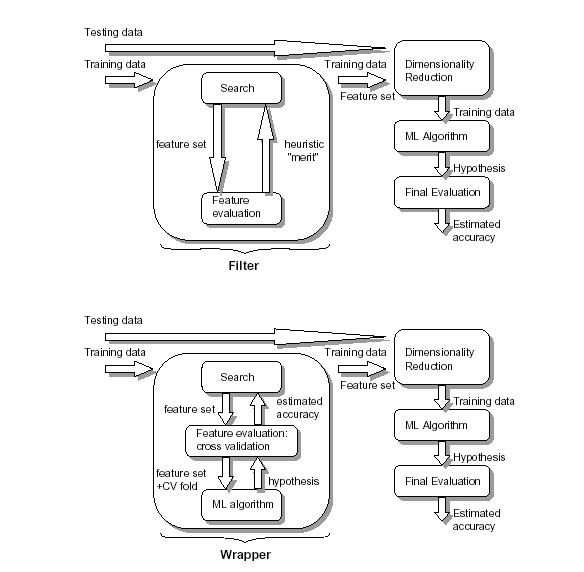 Testing data
Training data
Search
feature set
heuristic
"merit"
Feature
evaluation
Filter
Training data
Feature set
Dimensionality
Reduction
Training data
ML Algorithm
Hypothesis
Final Evaluation
Estimated
accuracy
Testing data
Training data
Search
feature set
estimated
accuracy
Feature evaluation:
cross validation
feature set
+CV fold
hypothesis
ML algorithm
Wrapper
Training data
Feature set
Dimensionality
Reduction
Training data
ML Algorithm
Hypothesis
Final Evaluation
Estimated
accuracy